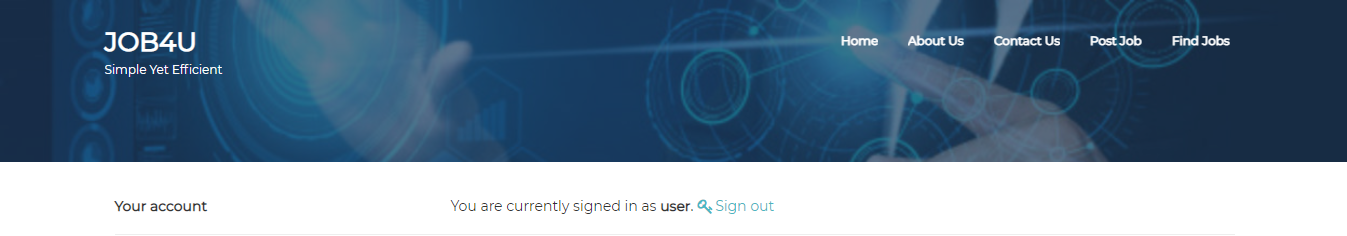 JOB4U
Simple Yet Efficient
Home About Us Contact Us Post Job Find Jobs
Your account You are currently signed in as user. Sign out